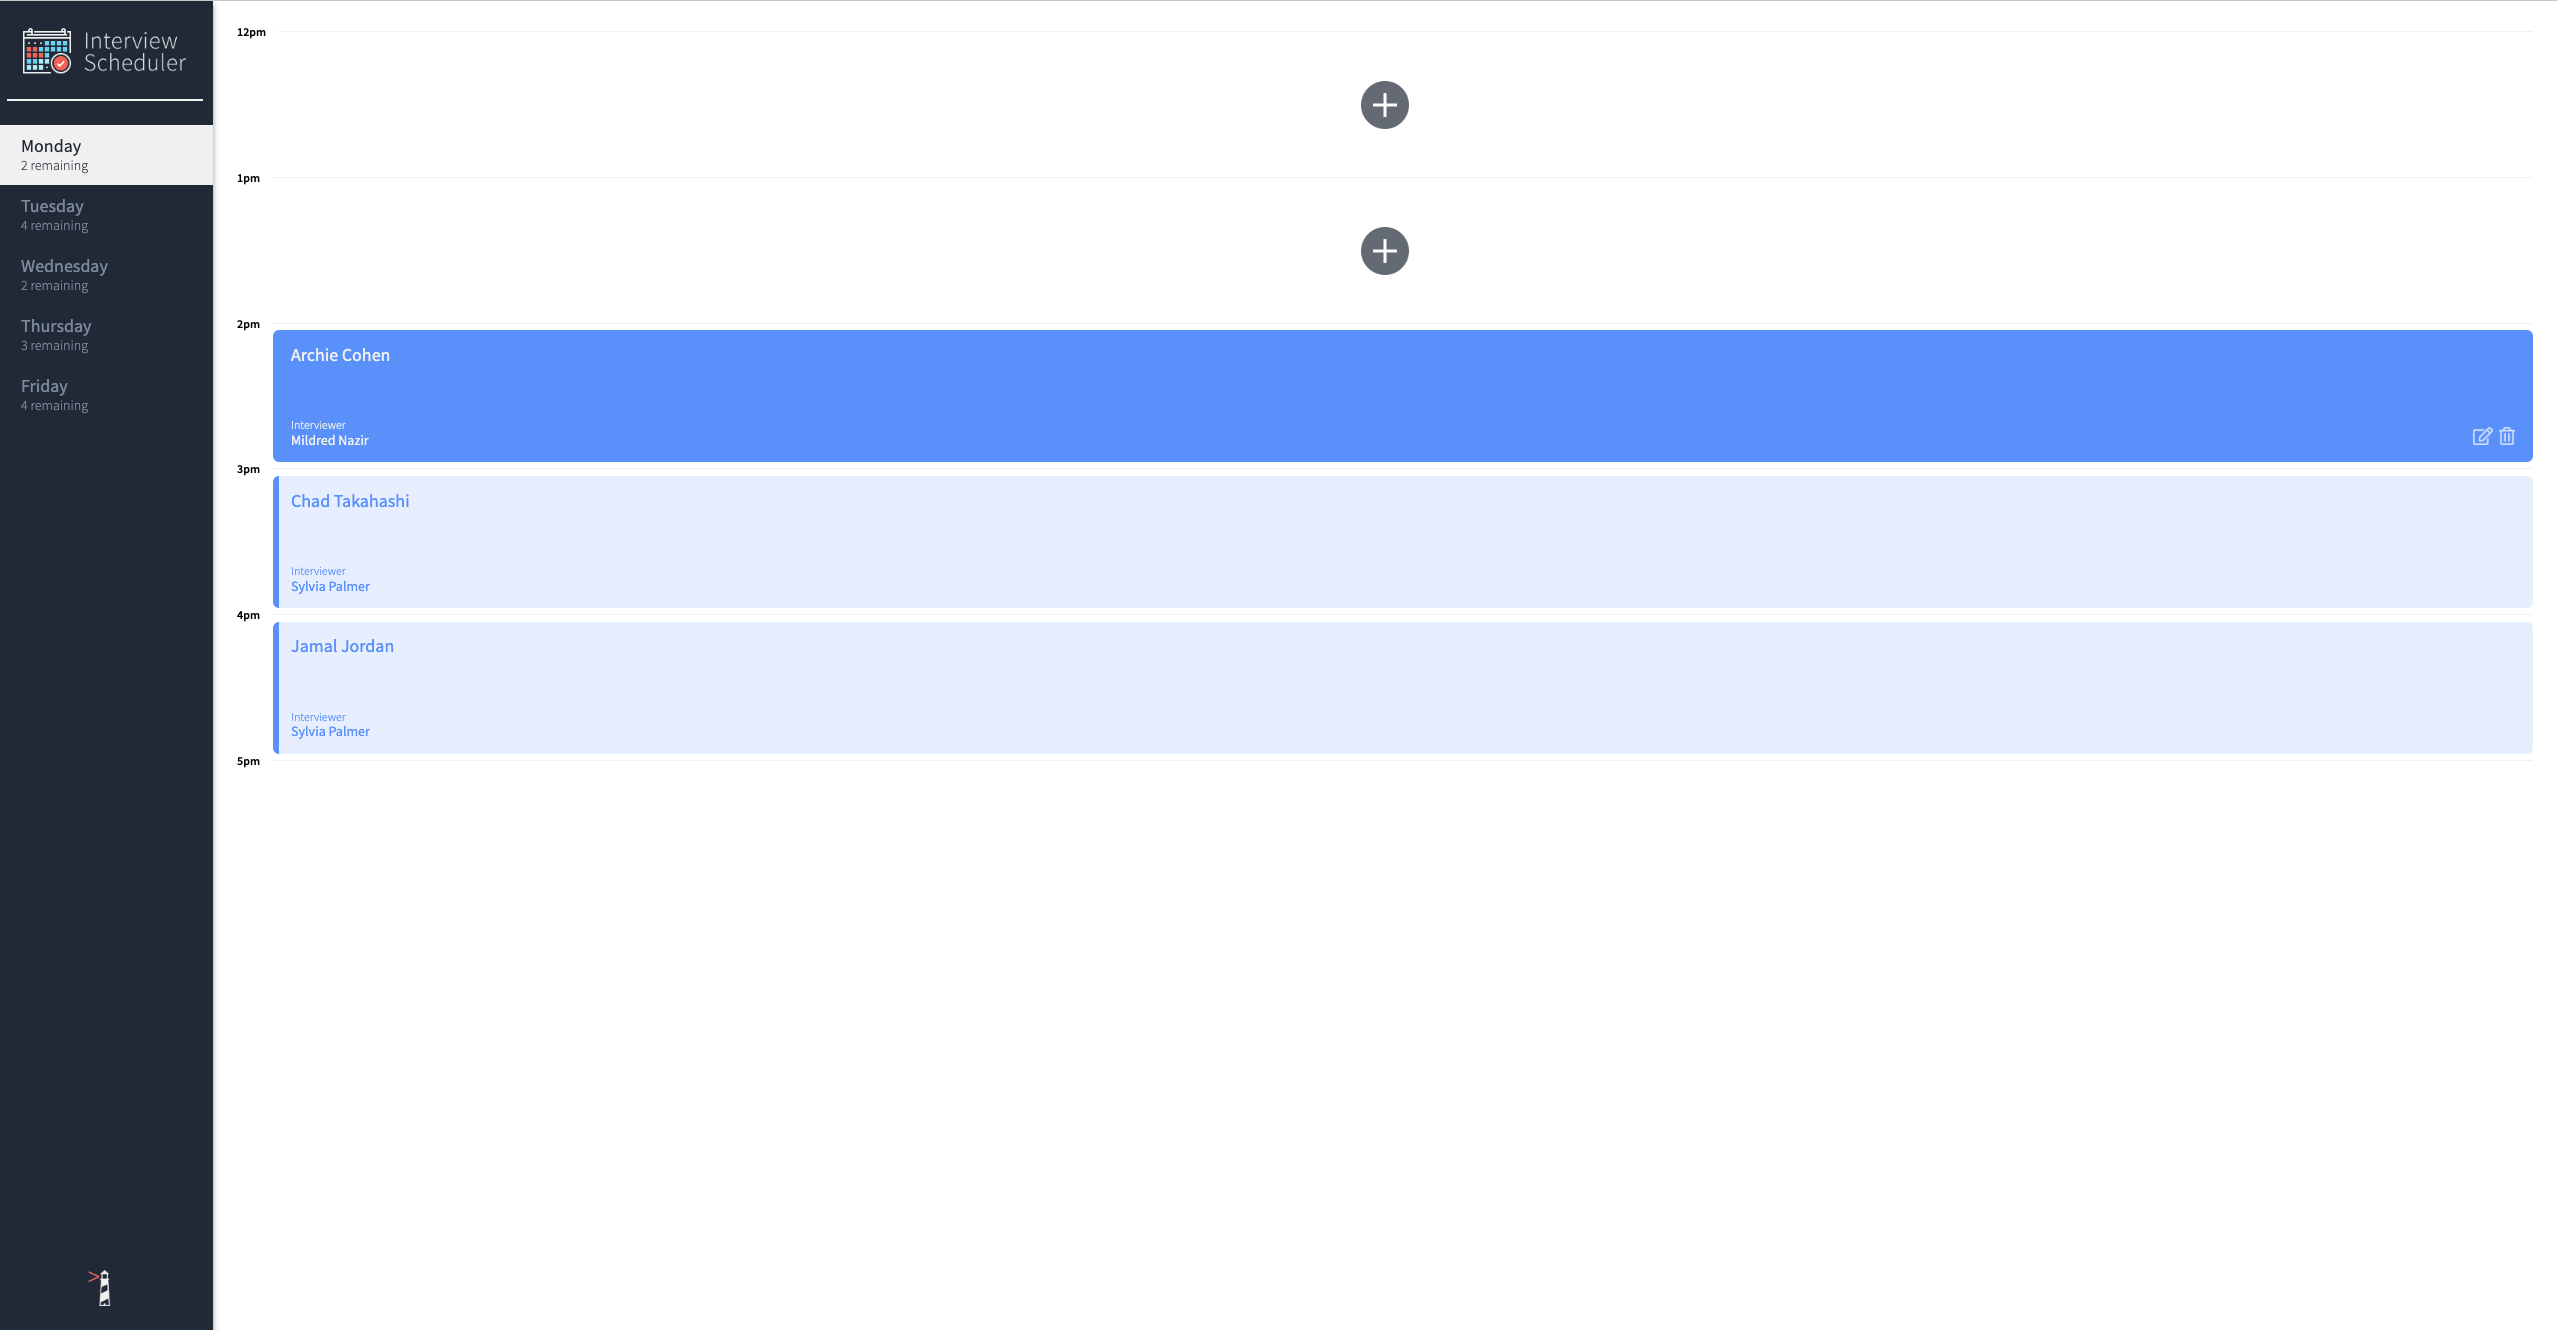 Interview
Scheduler
Monday
2 remaining
Tuesday
4 remaining
Wednesday
2 remaining
Thursday
3 remaining
Friday
4 remaining
12pm
1pm
2pm
Archie Cohen
Interviewer
Mildred Nazir
3pm
Chad Takahashi
Interviewer
Sylvia Palmer
4pm
Jamal Jordan
Interviewer
Sylvia Palmer
5pm